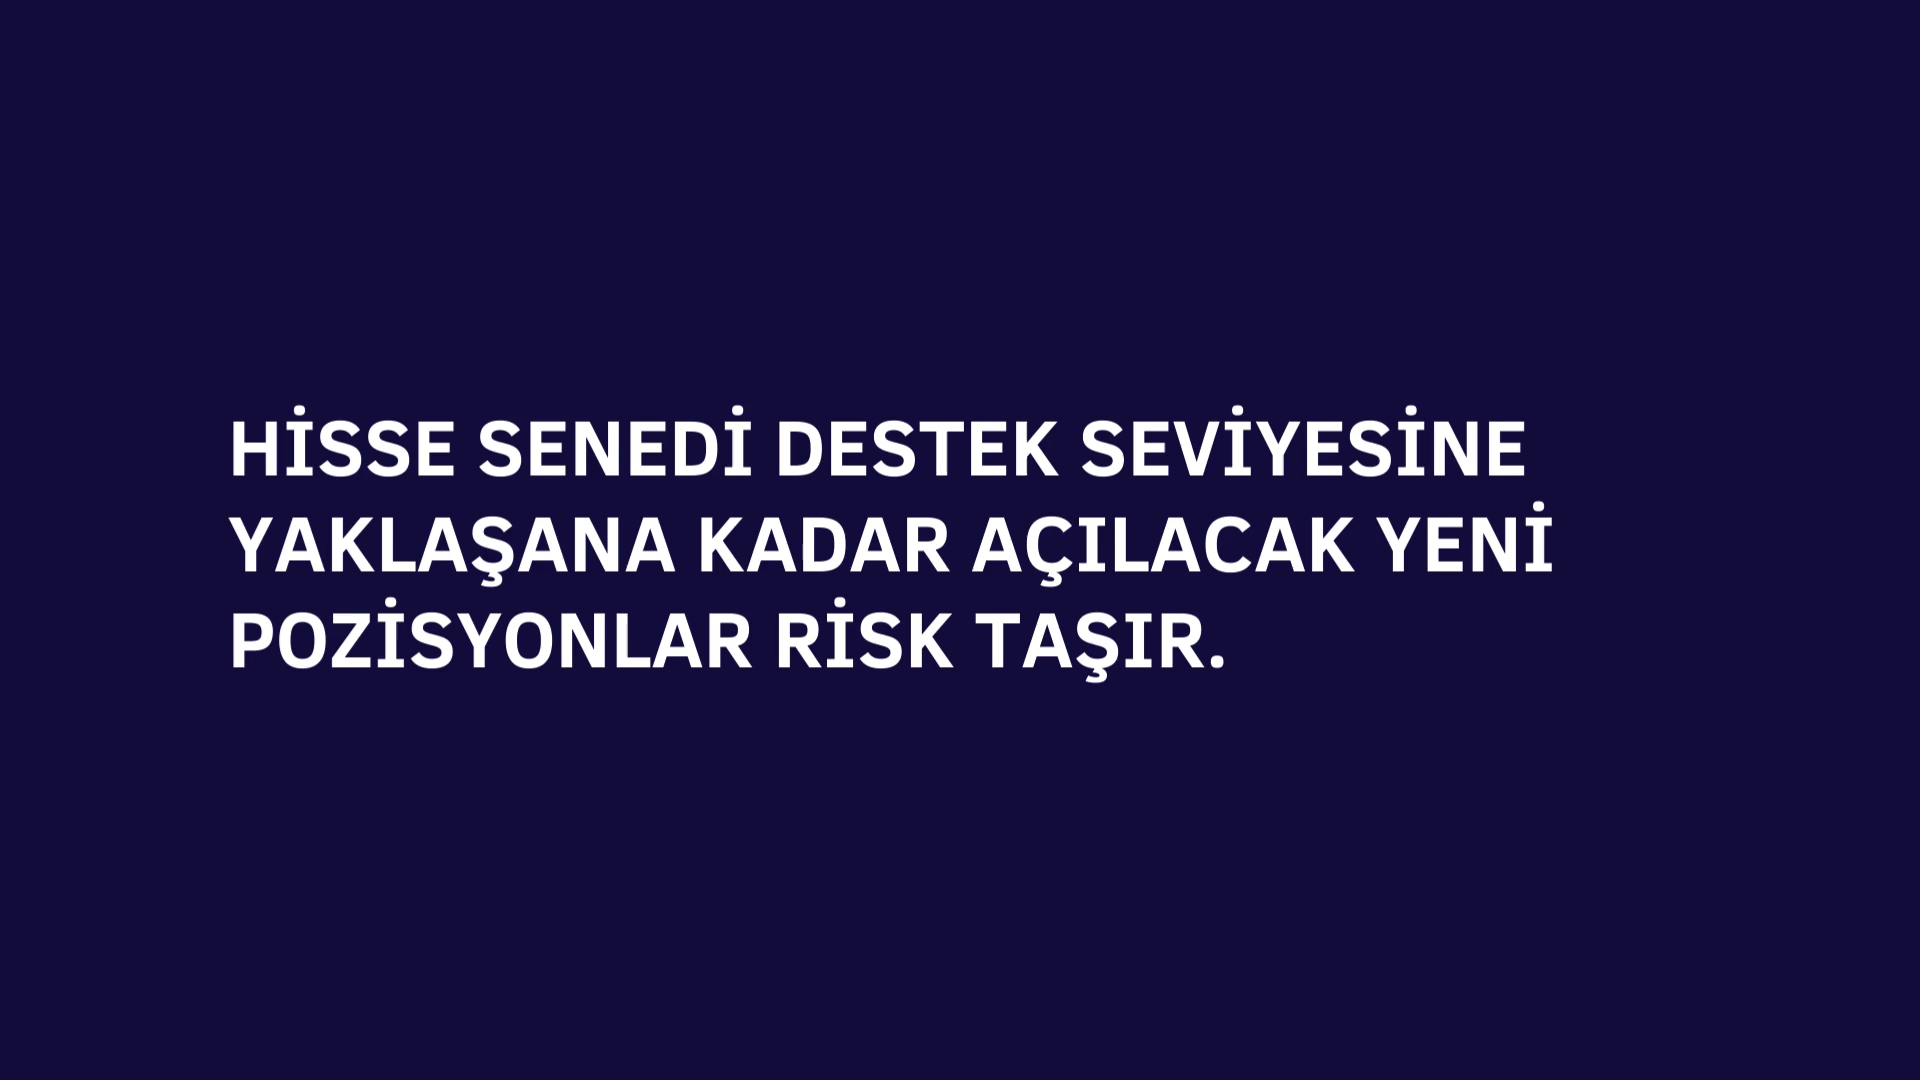 HİSSE SENEDİ DESTEK SEVİYESİNE
YAKLAŞANA KADAR AÇILACAK YENİ
POZİSYONLAR RİSK TAŞIR.